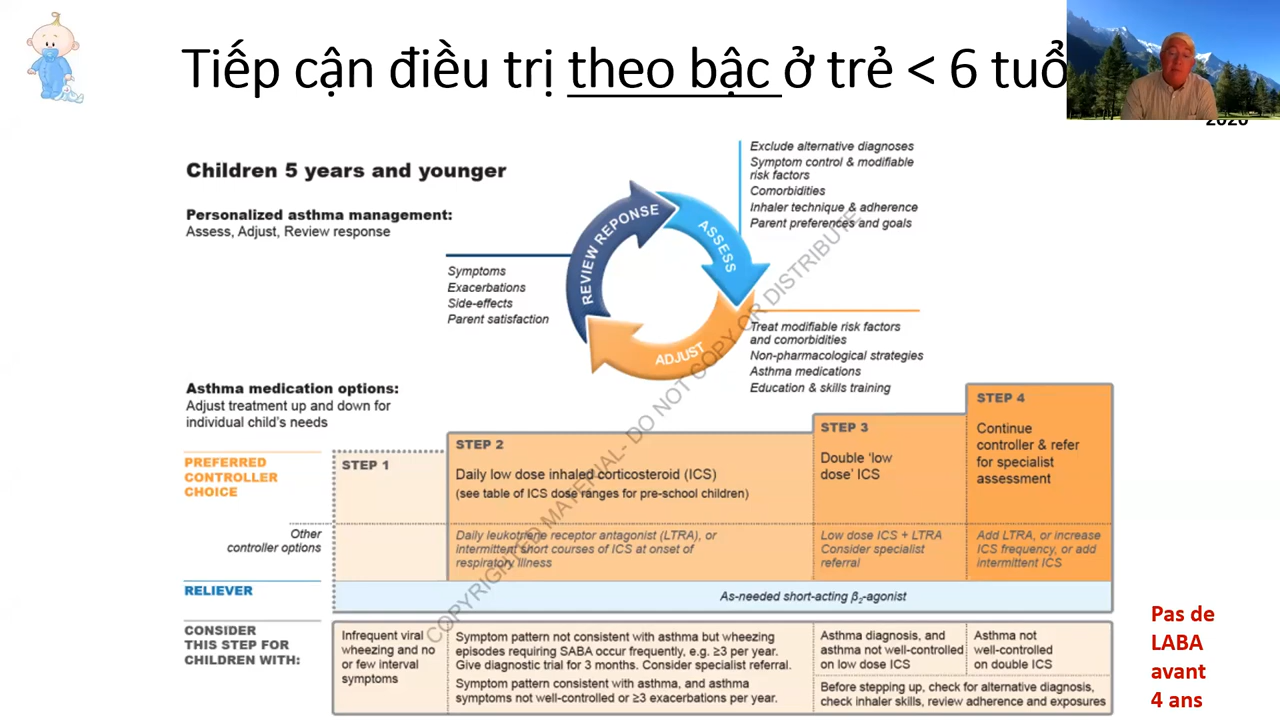 Tiếp cận điều trị theo bậc ở trẻ < 6 tuổ
2020
Children 5 years and younger
Personalized asthma management:
Assess, Adjust, Review response
Exclude alternative diagnoses
Symptom control & modifiable
risk factors
Comorbidities
Inhaler technique & adherence
Parent preferences and goals
REVIEW REPONSE
ASSESS
ADJUST
Symptoms
Exacerbations
Side-effects
Parent satisfaction
Treat modifiable risk factors
and comorbidities
Non-pharmacological strategies
Asthma medications
Education & skills training
Asthma medication options:
Adjust treatment up and down for
individual child's needs
COPYRIGHTED MATERIAL- DO NOT COPY OR DISTRIBUTE
PREFERRED
CONTROLLER
CHOICE
STEP 1
STEP 2
Daily low dose inhaled corticosteroid (ICS)
(see table of ICS dose ranges for pre-school children)
STEP 3
Double 'low
dose' ICS
STEP 4
Continue
controller & refer
for specialist
assessment
Other
controller options
Daily leukotriene receptor antagonist (LTRA), or
intermittent short courses of ICS at onset of
respiratory illness
Low dose ICS + LTRA
Consider specialist
referral
Add LTRA, or increase
ICS frequency, or add
intermittent ICS
RELIEVER
As-needed short-acting β2-agonist
CONSIDER
THIS STEP FOR
CHILDREN WITH:
Infrequent viral
wheezing and no
or few interval
symptoms
Symptom pattern not consistent with asthma but wheezing
episodes requiring SABA occur frequently, e.g. ≥3 per year.
Give diagnostic trial for 3 months. Consider specialist referral.
Symptom pattern consistent with asthma, and asthma
symptoms not well-controlled or ≥3 exacerbations per year.
Asthma diagnosis, and
asthma not well-controlled
on low dose ICS
Asthma not
well-controlled
on double ICS
Before stepping up, check for alternative diagnosis,
check inhaler skills, review adherence and exposures
Pas de
LABA
avant
4 ans